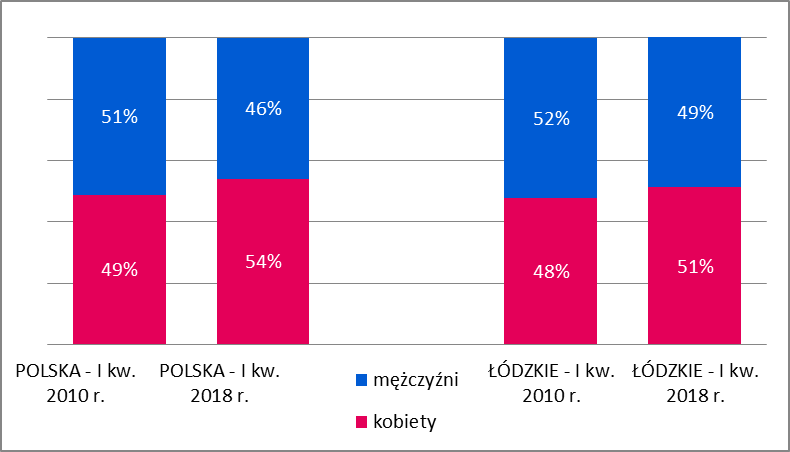 51%
46%
52%
49%
49%
54%
48%
51%
POLSKA - I kw.
2010 r.
POLSKA - I kw.
2018 r.
mężczyźni
kobiety
ŁÓDZKIE - I kw.
2010 r.
ŁÓDZKIE - I kw.
2018 r.